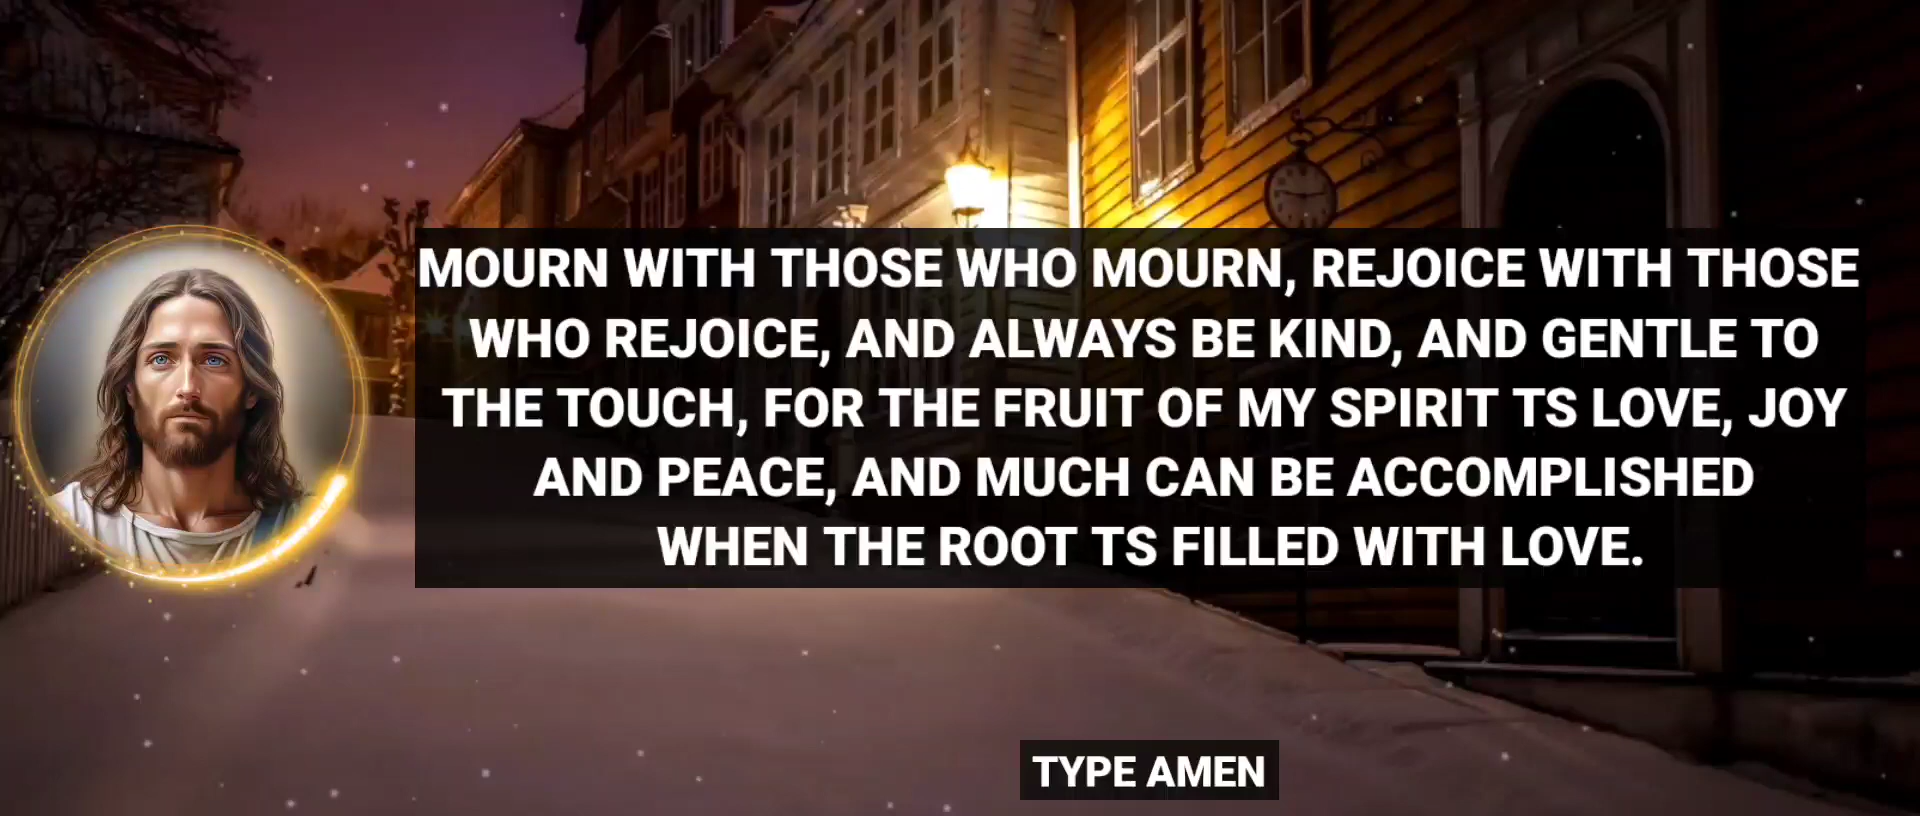 MOURN WITH THOSE WHO MOURN, REJOICE WITH THOSE
WHO REJOICE, AND ALWAYS BE KIND, AND GENTLE TO
THE TOUCH, FOR THE FRUIT OF MY SPIRIT TS LOVE, JOY
AND PEACE, AND MUCH CAN BE ACCOMPLISHED
WHEN THE ROOT TS FILLED WITH LOVE.
TYPE AMEN